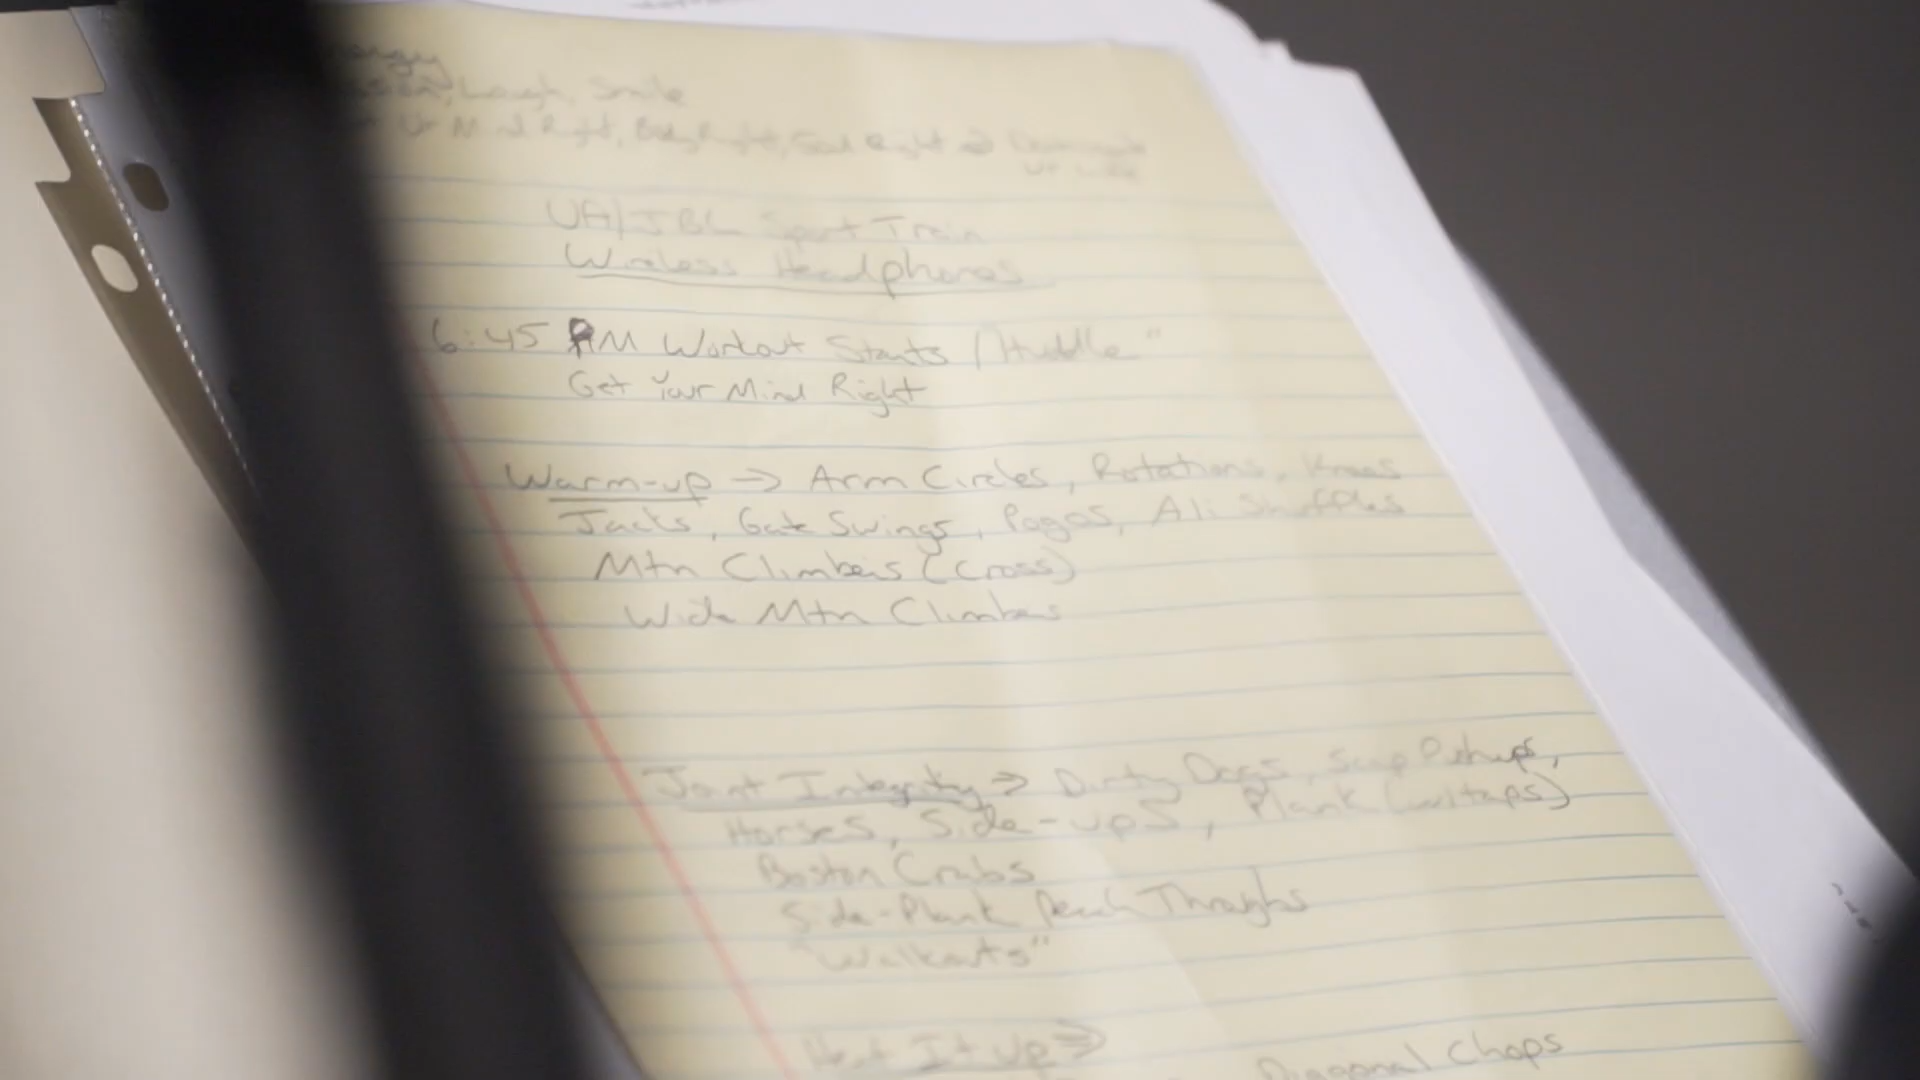 Laugh, Smile
Ur Mind Right, Body Right, Soul Right
Ur Life
UA/JBL Sport Train
Wireless Headphones
6:45 AM Workout Starts / "Huddle"
Get Your Mind Right
Warm-up → Arm Circles, Rotations, Knees
Jacks, Gate Swings, Pogos, Ali Shuffles
Mtn Climbers (Cross)
Wide Mtn Climbers
Joint Integrity → Dirty Dogs, Scap Pushups,
Horses, Side-ups, Plank (w/taps)
Boston Crabs
Side-Plank Reach Throughs
"Walkouts"
Heat It Up →
Diagonal Chops